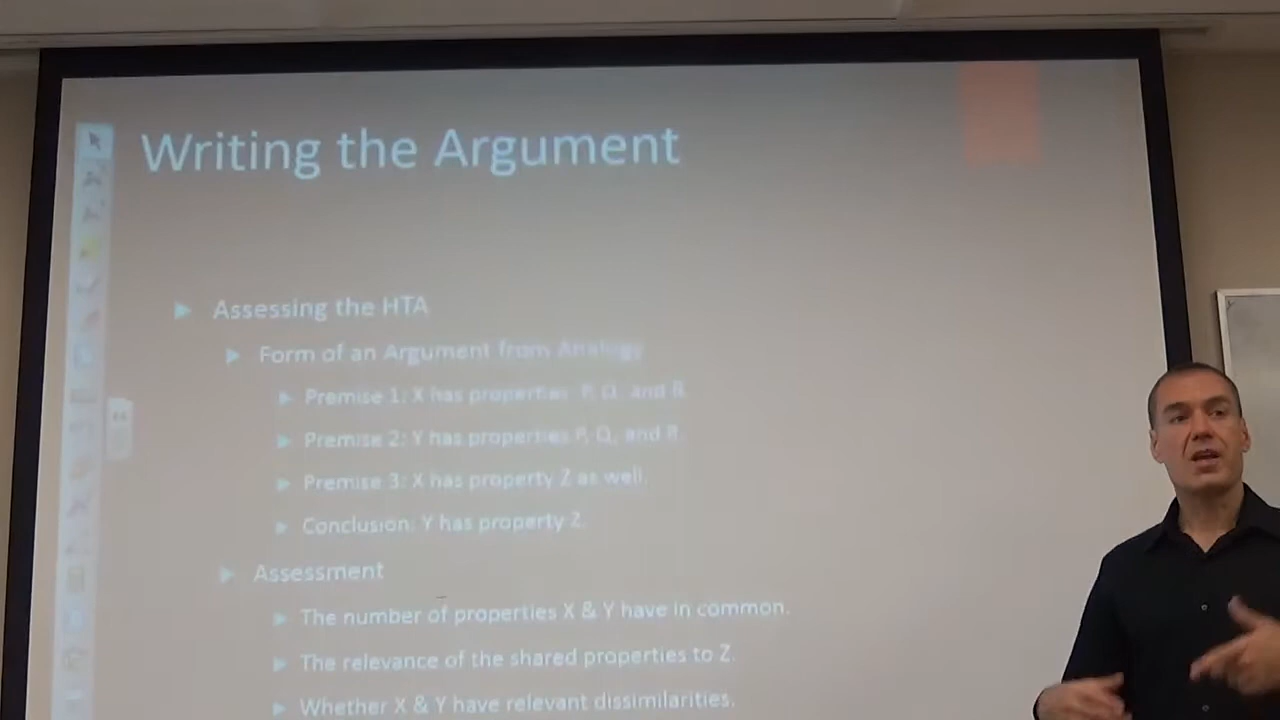 Writing the Argument
Assessing the HTA
Form of an Argument from Analogy
Premise 1: X has properties P, Q, and R.
Premise 2: Y has properties P, Q, and R.
Premise 3: X has property Z as well.
Conclusion: Y has property Z.
Assessment
The number of properties X & Y have in common.
The relevance of the shared properties to Z.
Whether X & Y have relevant dissimilarities.